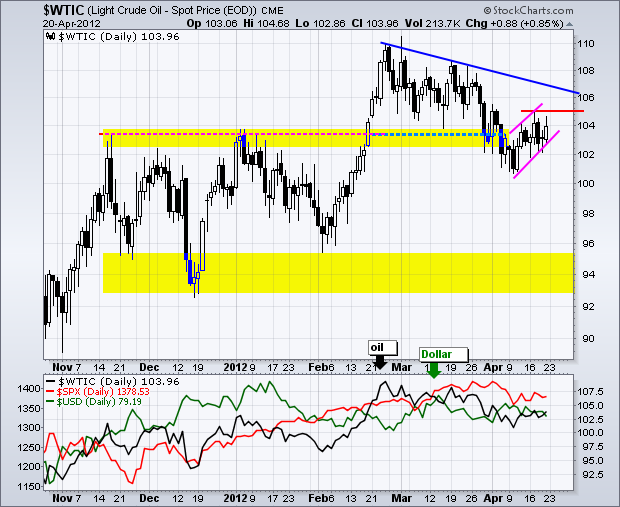 $WTIC (Light Crude Oil - Spot Price (EOD)) CME
© StockCharts.com
20-Apr-2012
Op 103.06 Hi 104.68 Lo 102.86 Cl 103.96 Vol 213.7K Chg +0.88 (+0.85%)
$WTIC (Daily) 103.96
110
108
106
104
102
100
98
96
94
92
90
oil
Dollar
Nov 7 14 21 Dec 12 19 2012 9 17 23 Feb 6 13 21 Mar 12 19 26 Apr 9 16 23
$WTIC (Daily) 103.96
$SPX (Daily) 1378.53
$USD (Daily) 79.19
1400
1350
1300
1250
1200
1150
107.5
105.0
102.5
100.0
97.5
95.0
92.5
Nov 7 14 21 Dec 12 19 2012 9 17 23 Feb 6 13 21 Mar 12 19 26 Apr 9 16 23